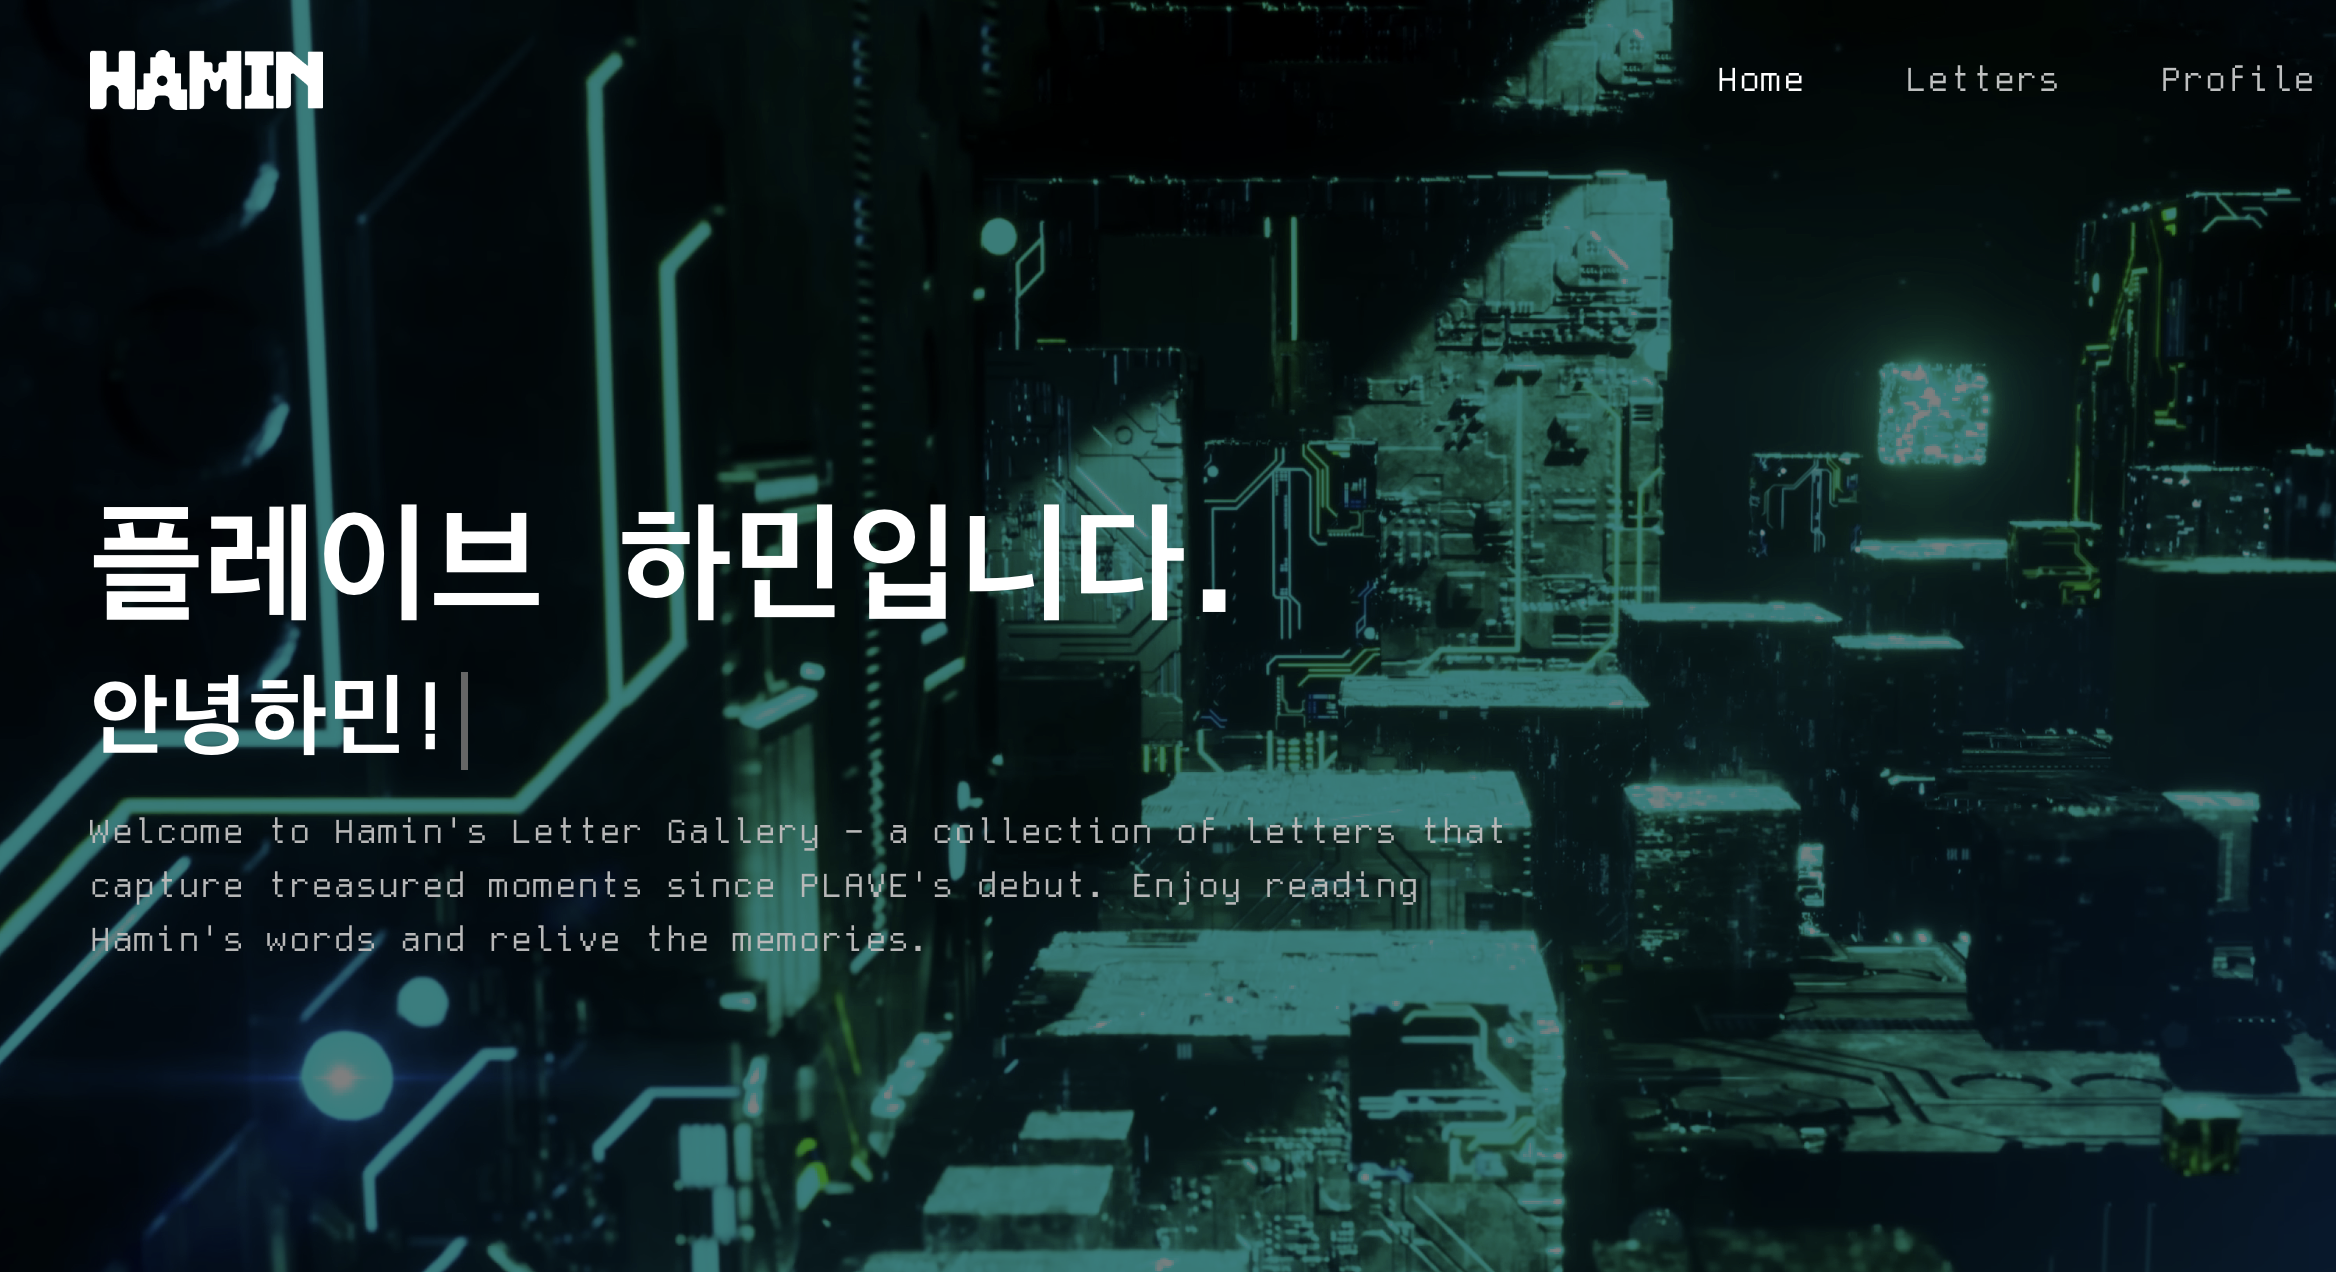 HAMIN
Home Letters Profile
플레이브 하민입니다.
안녕하민!
Welcome to Hamin's Letter Gallery - a collection of letters that
capture treasured moments since PLAVE's debut. Enjoy reading
Hamin's words and relive the memories.